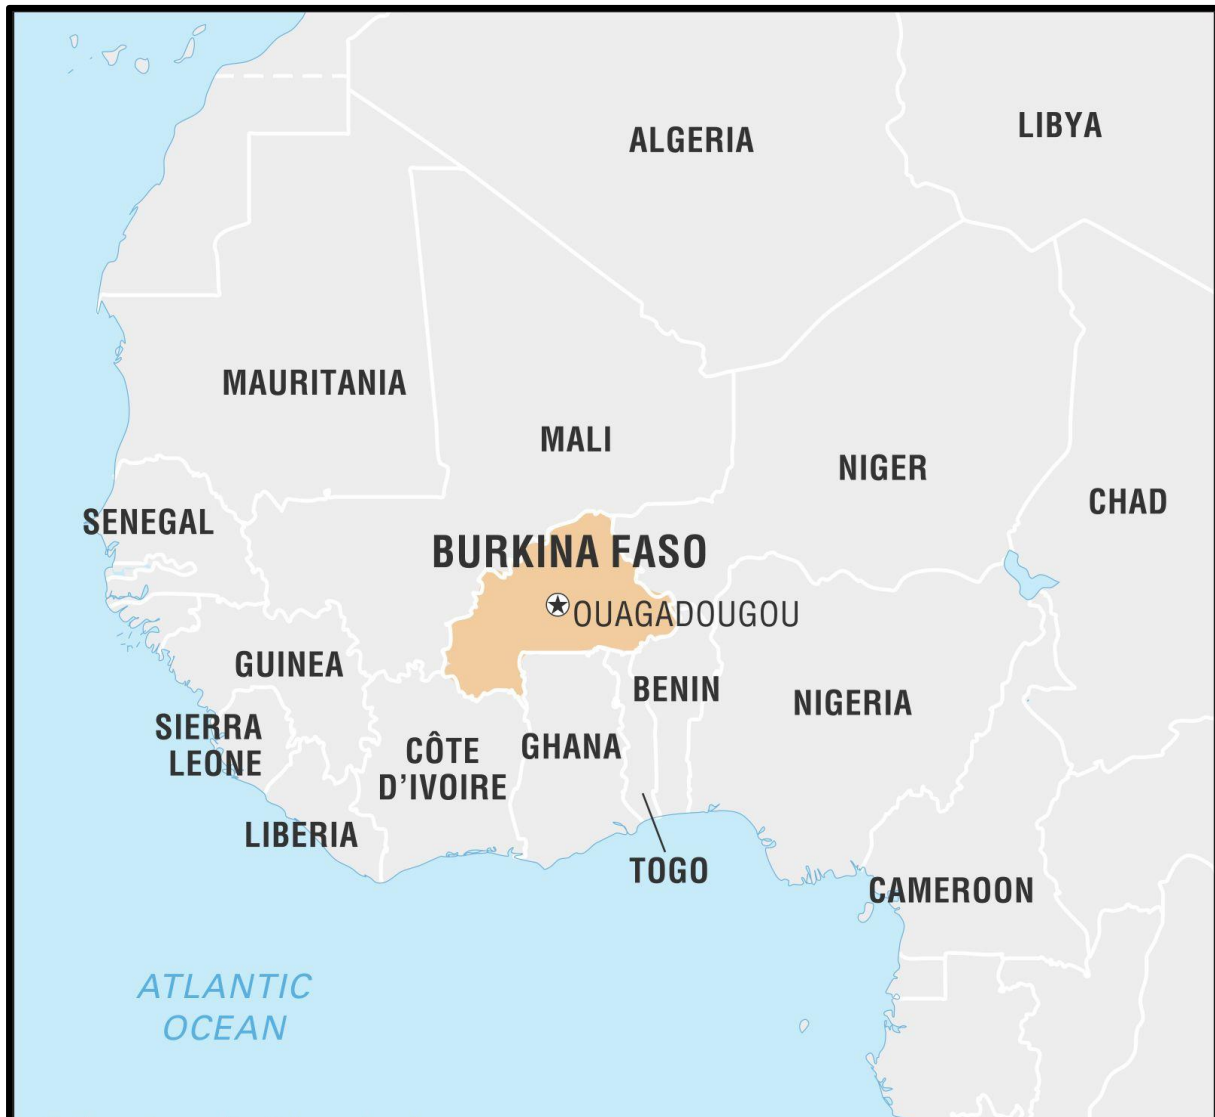 LIBYA
ALGERIA
MAURITANIA
MALI
NIGER
CHAD
SENEGAL
BURKINA FASO
OUAGADOUGOU
GUINEA
BENIN
NIGERIA
SIERRA
LEONE
CÔTE
D'IVOIRE
GHANA
LIBERIA
TOGO
CAMEROON
ATLANTIC
OCEAN